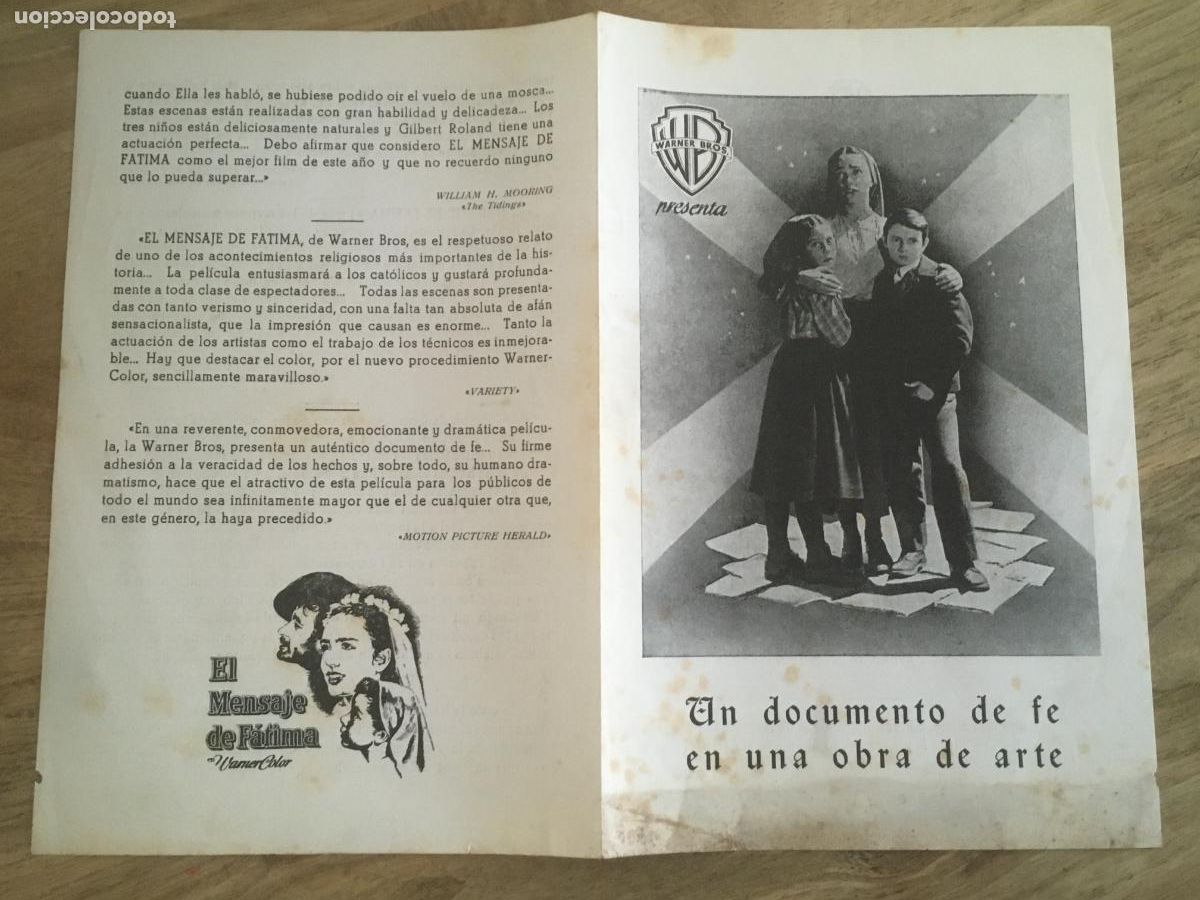 todocoleccion
cuando Ella les habló, se hubiese podido oir el vuelo de una mosca...
Estas escenas están realizadas con gran habilidad y delicadeza... Los
tres niños están deliciosamente naturales y Gilbert Roland tiene una
actuación perfecta... Debo afirmar que considero EL MENSAJE DE
FATIMA como el mejor film de este año y que no recuerdo ninguno
que lo pueda superar...»
WILLIAM H. MOORING
«The Tidings»
«EL MENSAJE DE FATIMA, de Warner Bros, es el respetuoso relato
de uno de los acontecimientos religiosos más importantes de la his-
toria... La película entusiasmará a los católicos y gustará profunda-
mente a toda clase de espectadores... Todas las escenas son presenta-
das con tanto verismo y sinceridad, con una falta tan absoluta de afán
sensacionalista, que la impresión que causan es enorme... Tanto la
actuación de los artistas como el trabajo de los técnicos es inmejora-
ble... Hay que destacar el color, por el nuevo procedimiento Warner-
Color, sencillamente maravilloso.»
«VARIETY»
«En una reverente, conmovedora, emocionante y dramática pelícu-
la, la Warner Bros, presenta un auténtico documento de fe... Su firme
adhesión a la veracidad de los hechos y, sobre todo, su humano dra-
matismo, hace que el atractivo de esta película para los públicos de
todo el mundo sea infinitamente mayor que el de cualquier otra que,
en este género, la haya precedido.»
«MOTION PICTURE HERALD»
El
Mensaje
de Fátima
en WarnerColor
WB
WARNER BROS.
presenta
Un documento de fe
en una obra de arte